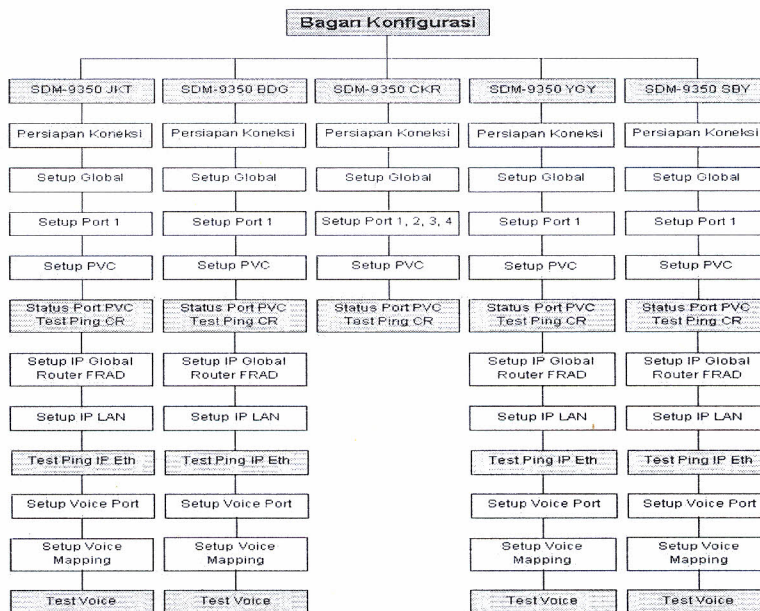 Bagan Konfigurasi
SDM-9350 JKT
SDM-9350 BDG
SDM-9350 CKR
SDM-9350 YGY
SDM-9350 SBY
Persiapan Koneksi
Persiapan Koneksi
Persiapan Koneksi
Persiapan Koneksi
Persiapan Koneksi
Setup Global
Setup Global
Setup Global
Setup Global
Setup Global
Setup Port 1
Setup Port 1
Setup Port 1, 2, 3, 4
Setup Port 1
Setup Port 1
Setup PVC
Setup PVC
Setup PVC
Setup PVC
Setup PVC
Status Port PVC
Test Ping CR
Status Port PVC
Test Ping CR
Status Port PVC
Test Ping CR
Status Port PVC
Test Ping CR
Status Port PVC
Test Ping CR
Setup IP Global
Router FRAD
Setup IP Global
Router FRAD
Setup IP Global
Router FRAD
Setup IP Global
Router FRAD
Setup IP LAN
Setup IP LAN
Setup IP LAN
Setup IP LAN
Test Ping IP Eth
Test Ping IP Eth
Test Ping IP Eth
Test Ping IP Eth
Setup Voice Port
Setup Voice Port
Setup Voice Port
Setup Voice Port
Setup Voice
Mapping
Setup Voice
Mapping
Setup Voice
Mapping
Setup Voice
Mapping
Test Voice
Test Voice
Test Voice
Test Voice